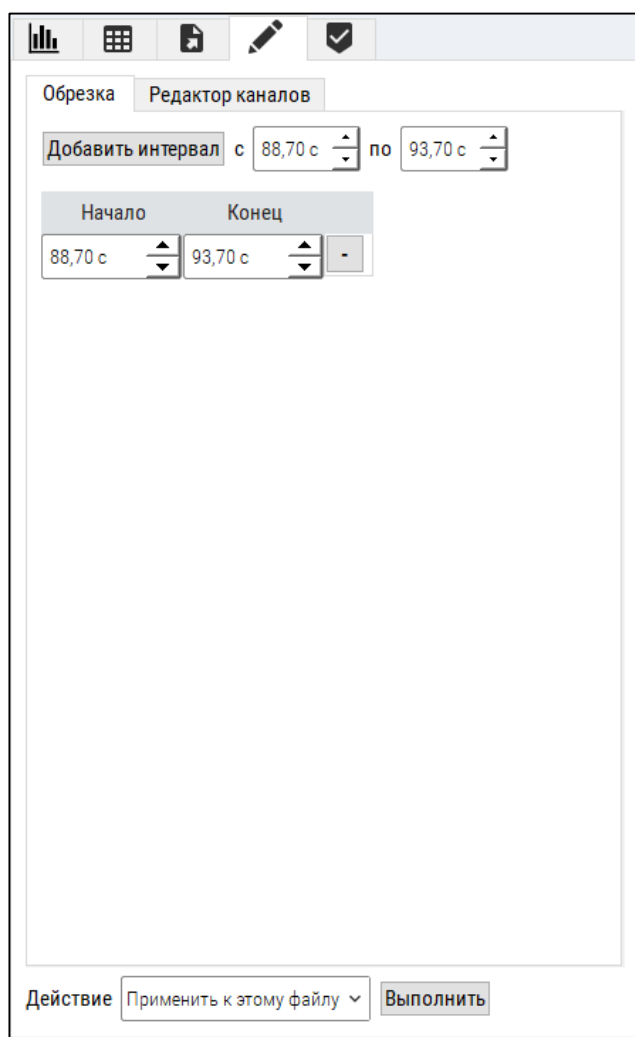 Обрезка Редактор каналов
Добавить интервал с 88,70 с по 93,70 с
Начало Конец
88,70 с 93,70 с -
Действие Применить к этому файлу Выполнить